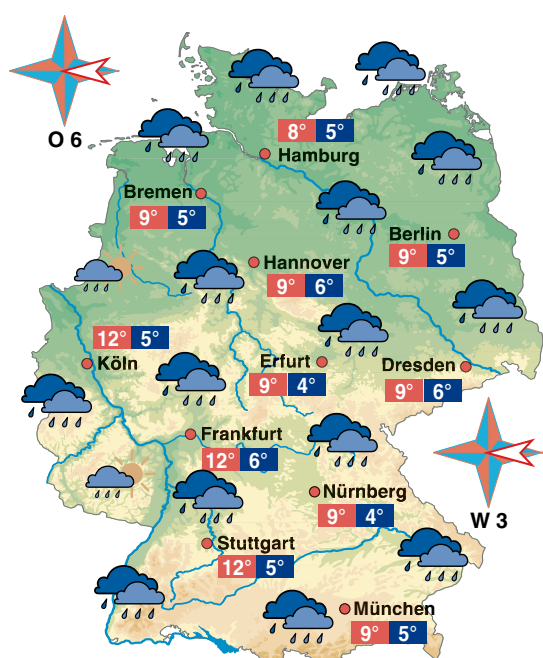 O 6
8° 5°
Hamburg
Bremen
9° 5°
Berlin
9° 5°
Hannover
9° 6°
12° 5°
Köln
Erfurt
9° 4°
Dresden
9° 6°
Frankfurt
12° 6°
Nürnberg
9° 4°
W 3
Stuttgart
12° 5°
München
9° 5°